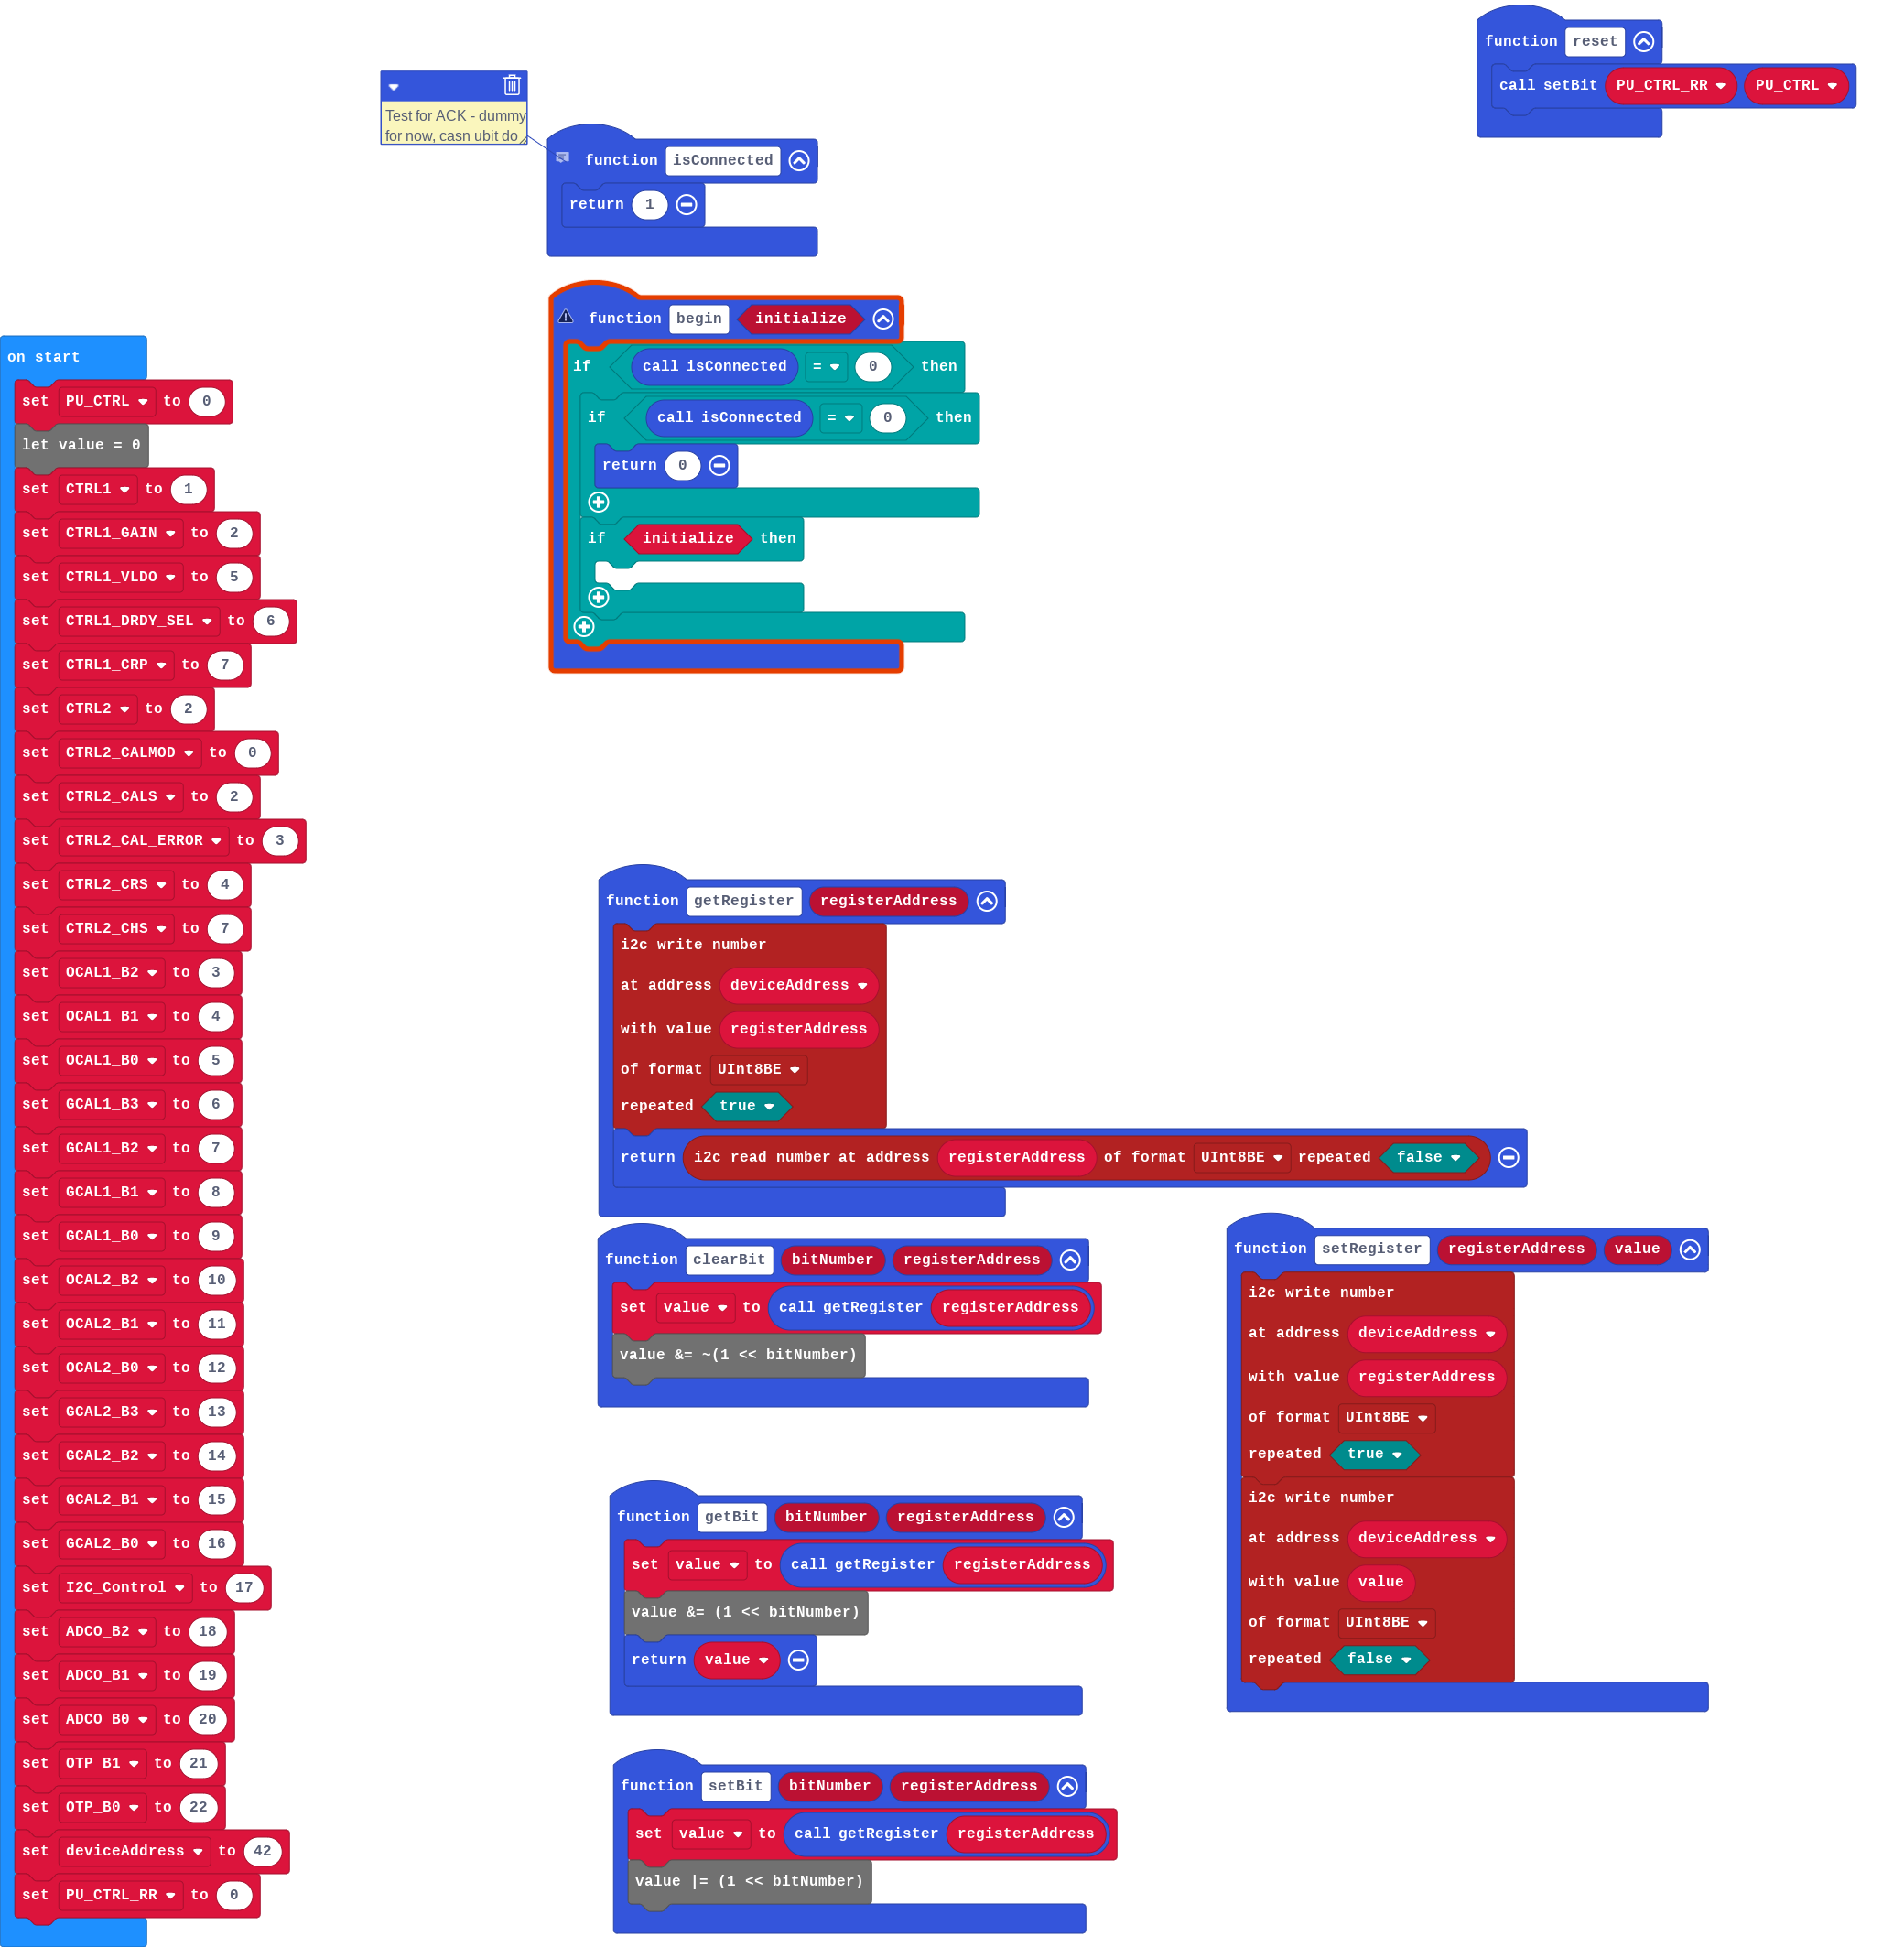 function reset
call setBit PU_CTRL_RR PU_CTRL
Test for ACK - dummy
for now, casn ubit do
function isConnected
return 1
function begin initialize
if call isConnected = 0 then
if call isConnected = 0 then
return 0
if initialize then
on start
set PU_CTRL to 0
let value = 0
set CTRL1 to 1
set CTRL1_GAIN to 2
set CTRL1_VLDO to 5
set CTRL1_DRDY_SEL to 6
set CTRL1_CRP to 7
set CTRL2 to 2
set CTRL2_CALMOD to 0
set CTRL2_CALS to 2
set CTRL2_CAL_ERROR to 3
set CTRL2_CRS to 4
set CTRL2_CHS to 7
set OCAL1_B2 to 3
set OCAL1_B1 to 4
set OCAL1_B0 to 5
set GCAL1_B3 to 6
set GCAL1_B2 to 7
set GCAL1_B1 to 8
set GCAL1_B0 to 9
set OCAL2_B2 to 10
set OCAL2_B1 to 11
set OCAL2_B0 to 12
set GCAL2_B3 to 13
set GCAL2_B2 to 14
set GCAL2_B1 to 15
set GCAL2_B0 to 16
set I2C_Control to 17
set ADCO_B2 to 18
set ADCO_B1 to 19
set ADCO_B0 to 20
set OTP_B1 to 21
set OTP_B0 to 22
set deviceAddress to 42
set PU_CTRL_RR to 0
function getRegister registerAddress
i2c write number
at address deviceAddress
with value registerAddress
of format UInt8BE
repeated true
return i2c read number at address registerAddress of format UInt8BE repeated false
function clearBit bitNumber registerAddress
set value to call getRegister registerAddress
value &= ~(1 << bitNumber)
function getBit bitNumber registerAddress
set value to call getRegister registerAddress
value &= (1 << bitNumber)
return value
function setBit bitNumber registerAddress
set value to call getRegister registerAddress
value |= (1 << bitNumber)
function setRegister registerAddress value
i2c write number
at address deviceAddress
with value registerAddress
of format UInt8BE
repeated true
i2c write number
at address deviceAddress
with value value
of format UInt8BE
repeated false